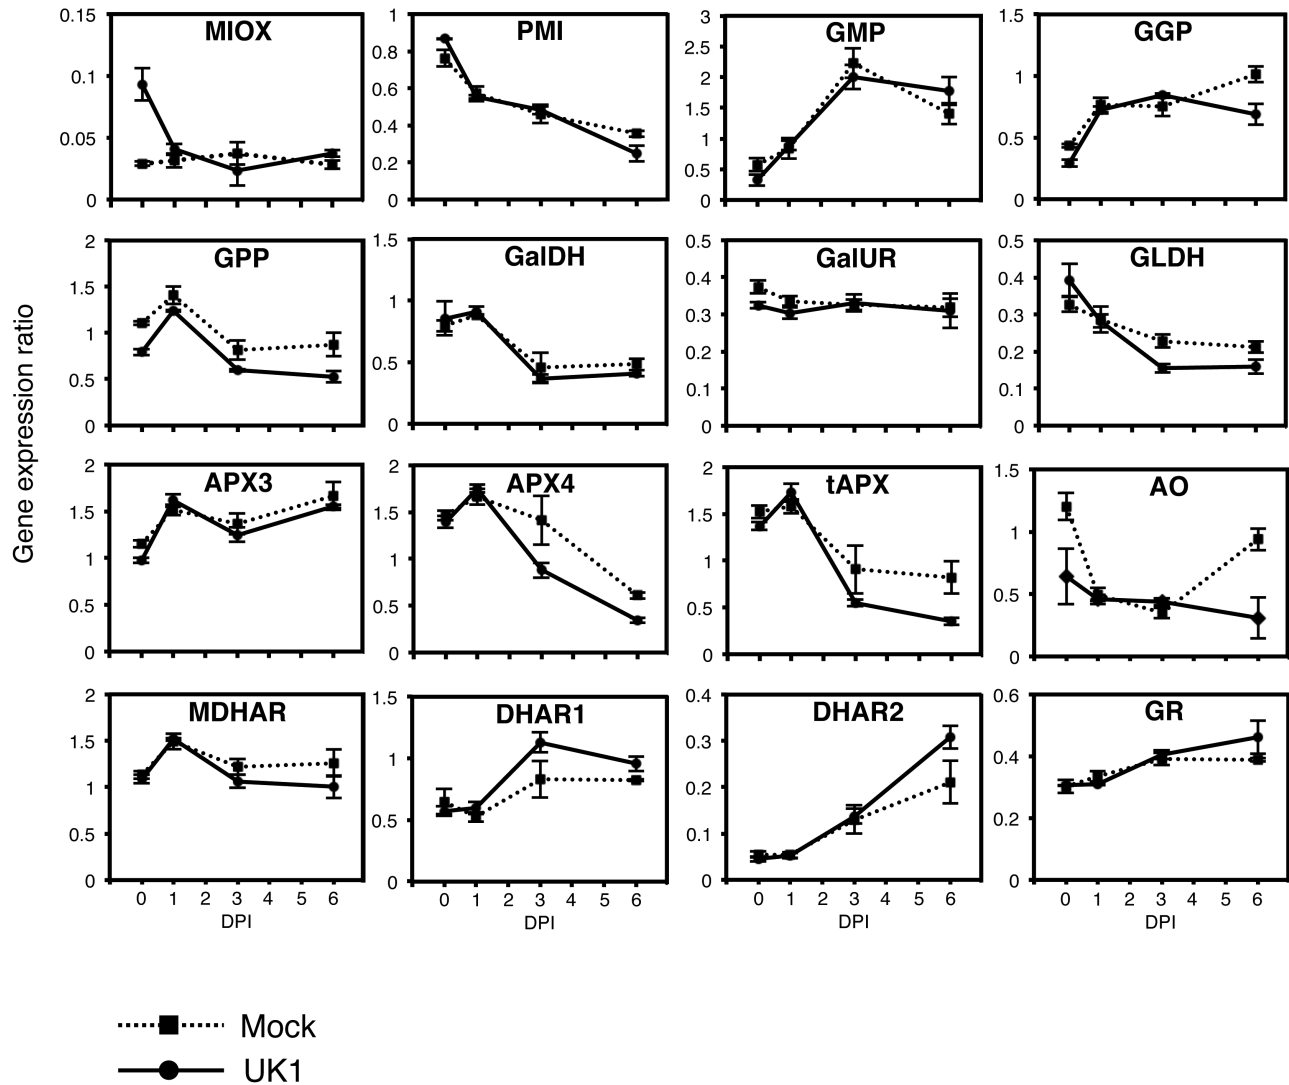 MIOX
0.15
0.1
0.05
0
PMI
1
0.8
0.6
0.4
0.2
0
GMP
3
2.5
2
1.5
1
0.5
0
GGP
1.5
1
0.5
0
Gene expression ratio
GPP
2
1.5
1
0.5
0
GalDH
1.5
1
0.5
0
GalUR
0.5
0.4
0.3
0.2
0.1
0
GLDH
0.5
0.4
0.3
0.2
0.1
0
APX3
2
1.5
1
0.5
0
APX4
2
1.5
1
0.5
0
tAPX
2
1.5
1
0.5
0
AO
1.5
1
0.5
0
MDHAR
2
1.5
1
0.5
0
0 1 2 3 4 5 6
DPI
DHAR1
1.5
1
0.5
0
0 1 2 3 4 5 6
DPI
DHAR2
0.4
0.3
0.2
0.1
0
0 1 2 3 4 5 6
DPI
GR
0.6
0.4
0.2
0
0 1 2 3 4 5 6
DPI
Mock
UK1